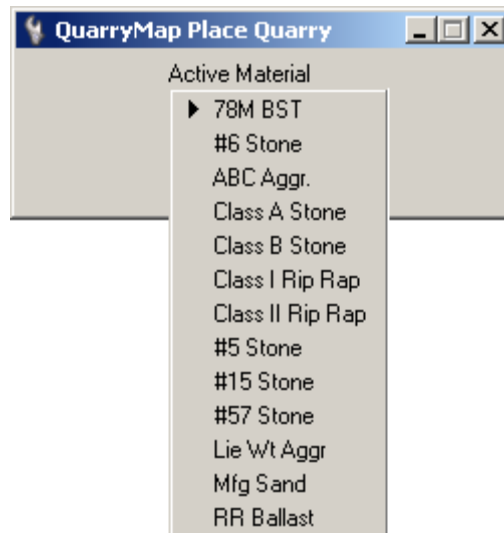 QuarryMap Place Quarry
Active Material
78M BST
#6 Stone
ABC Aggr.
Class A Stone
Class B Stone
Class I Rip Rap
Class II Rip Rap
#5 Stone
#15 Stone
#57 Stone
Lie Wt Aggr
Mfg Sand
RR Ballast